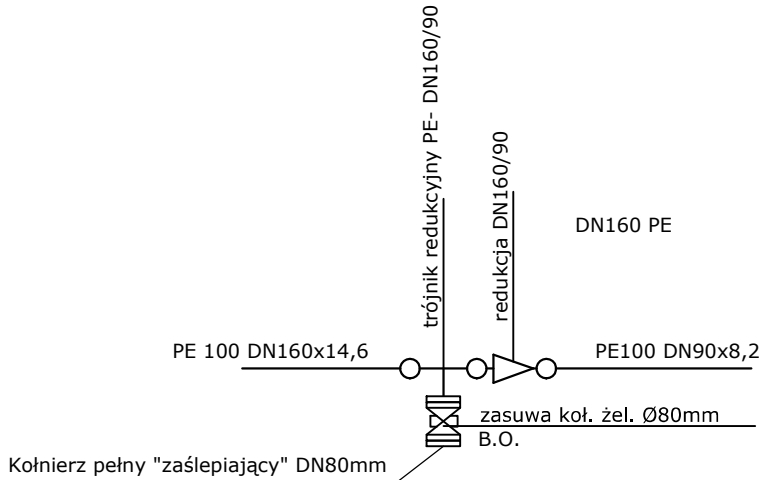 trójnik redukcyjny PE- DN160/90
redukcja DN160/90
DN160 PE
PE 100 DN160x14,6
PE100 DN90x8,2
zasuwa koł. żel. Ø80mm
B.O.
Kołnierz pełny "zaślepiający" DN80mm